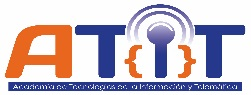 AT{i}T
Academia de Tecnologías de la Información y Telemática